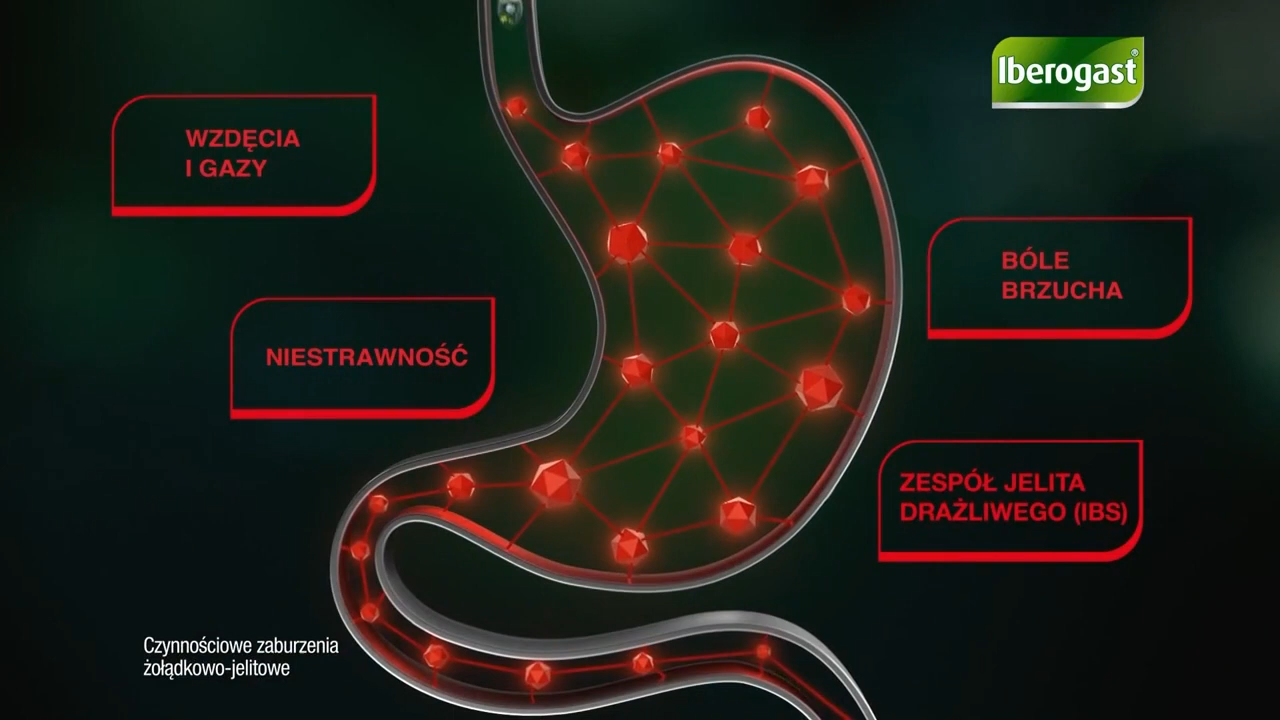 Iberogast®
WZDĘCIA
I GAZY
BÓLE
BRZUCHA
NIESTRAWNOŚĆ
ZESPÓŁ JELITA
DRAŻLIWEGO (IBS)
Czynnościowe zaburzenia
żołądkowo-jelitowe